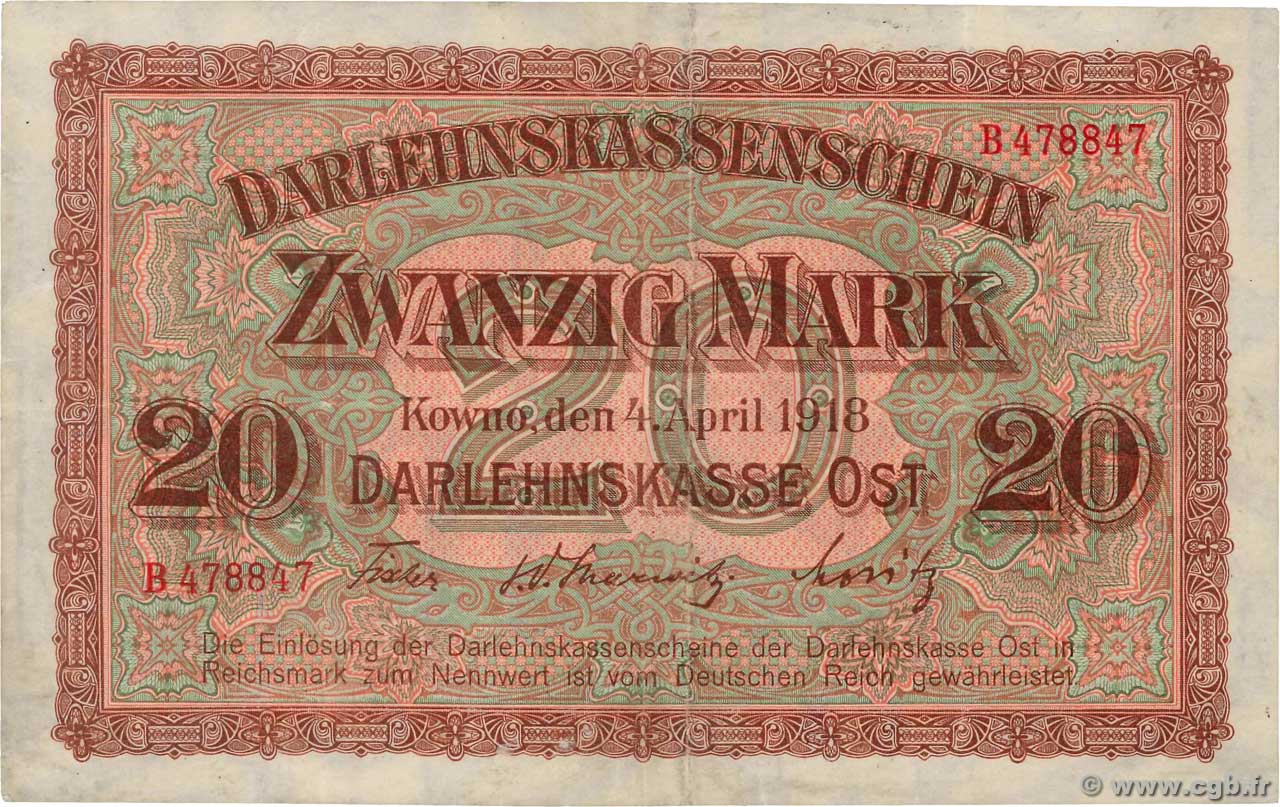 B 478847
DARLEHNSKASSENSCHEIN
ZWANZIG MARK
20
20 20
Kowno, den 4. April 1918
DARLEHNSKASSE OST
B 478847
Die Einlösung der Darlehnskassenscheine der Darlehnskasse Ost in
Reichsmark zum Nennwert ist vom Deutschen Reich gewährleistet
© www.cgb.fr